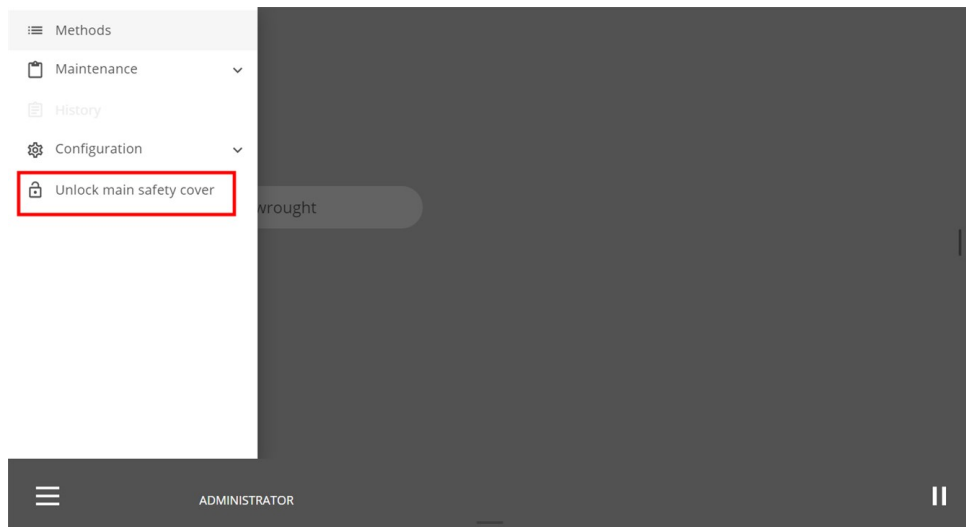 Methods
Maintenance
History
Configuration
Unlock main safety cover
wrought
ADMINISTRATOR